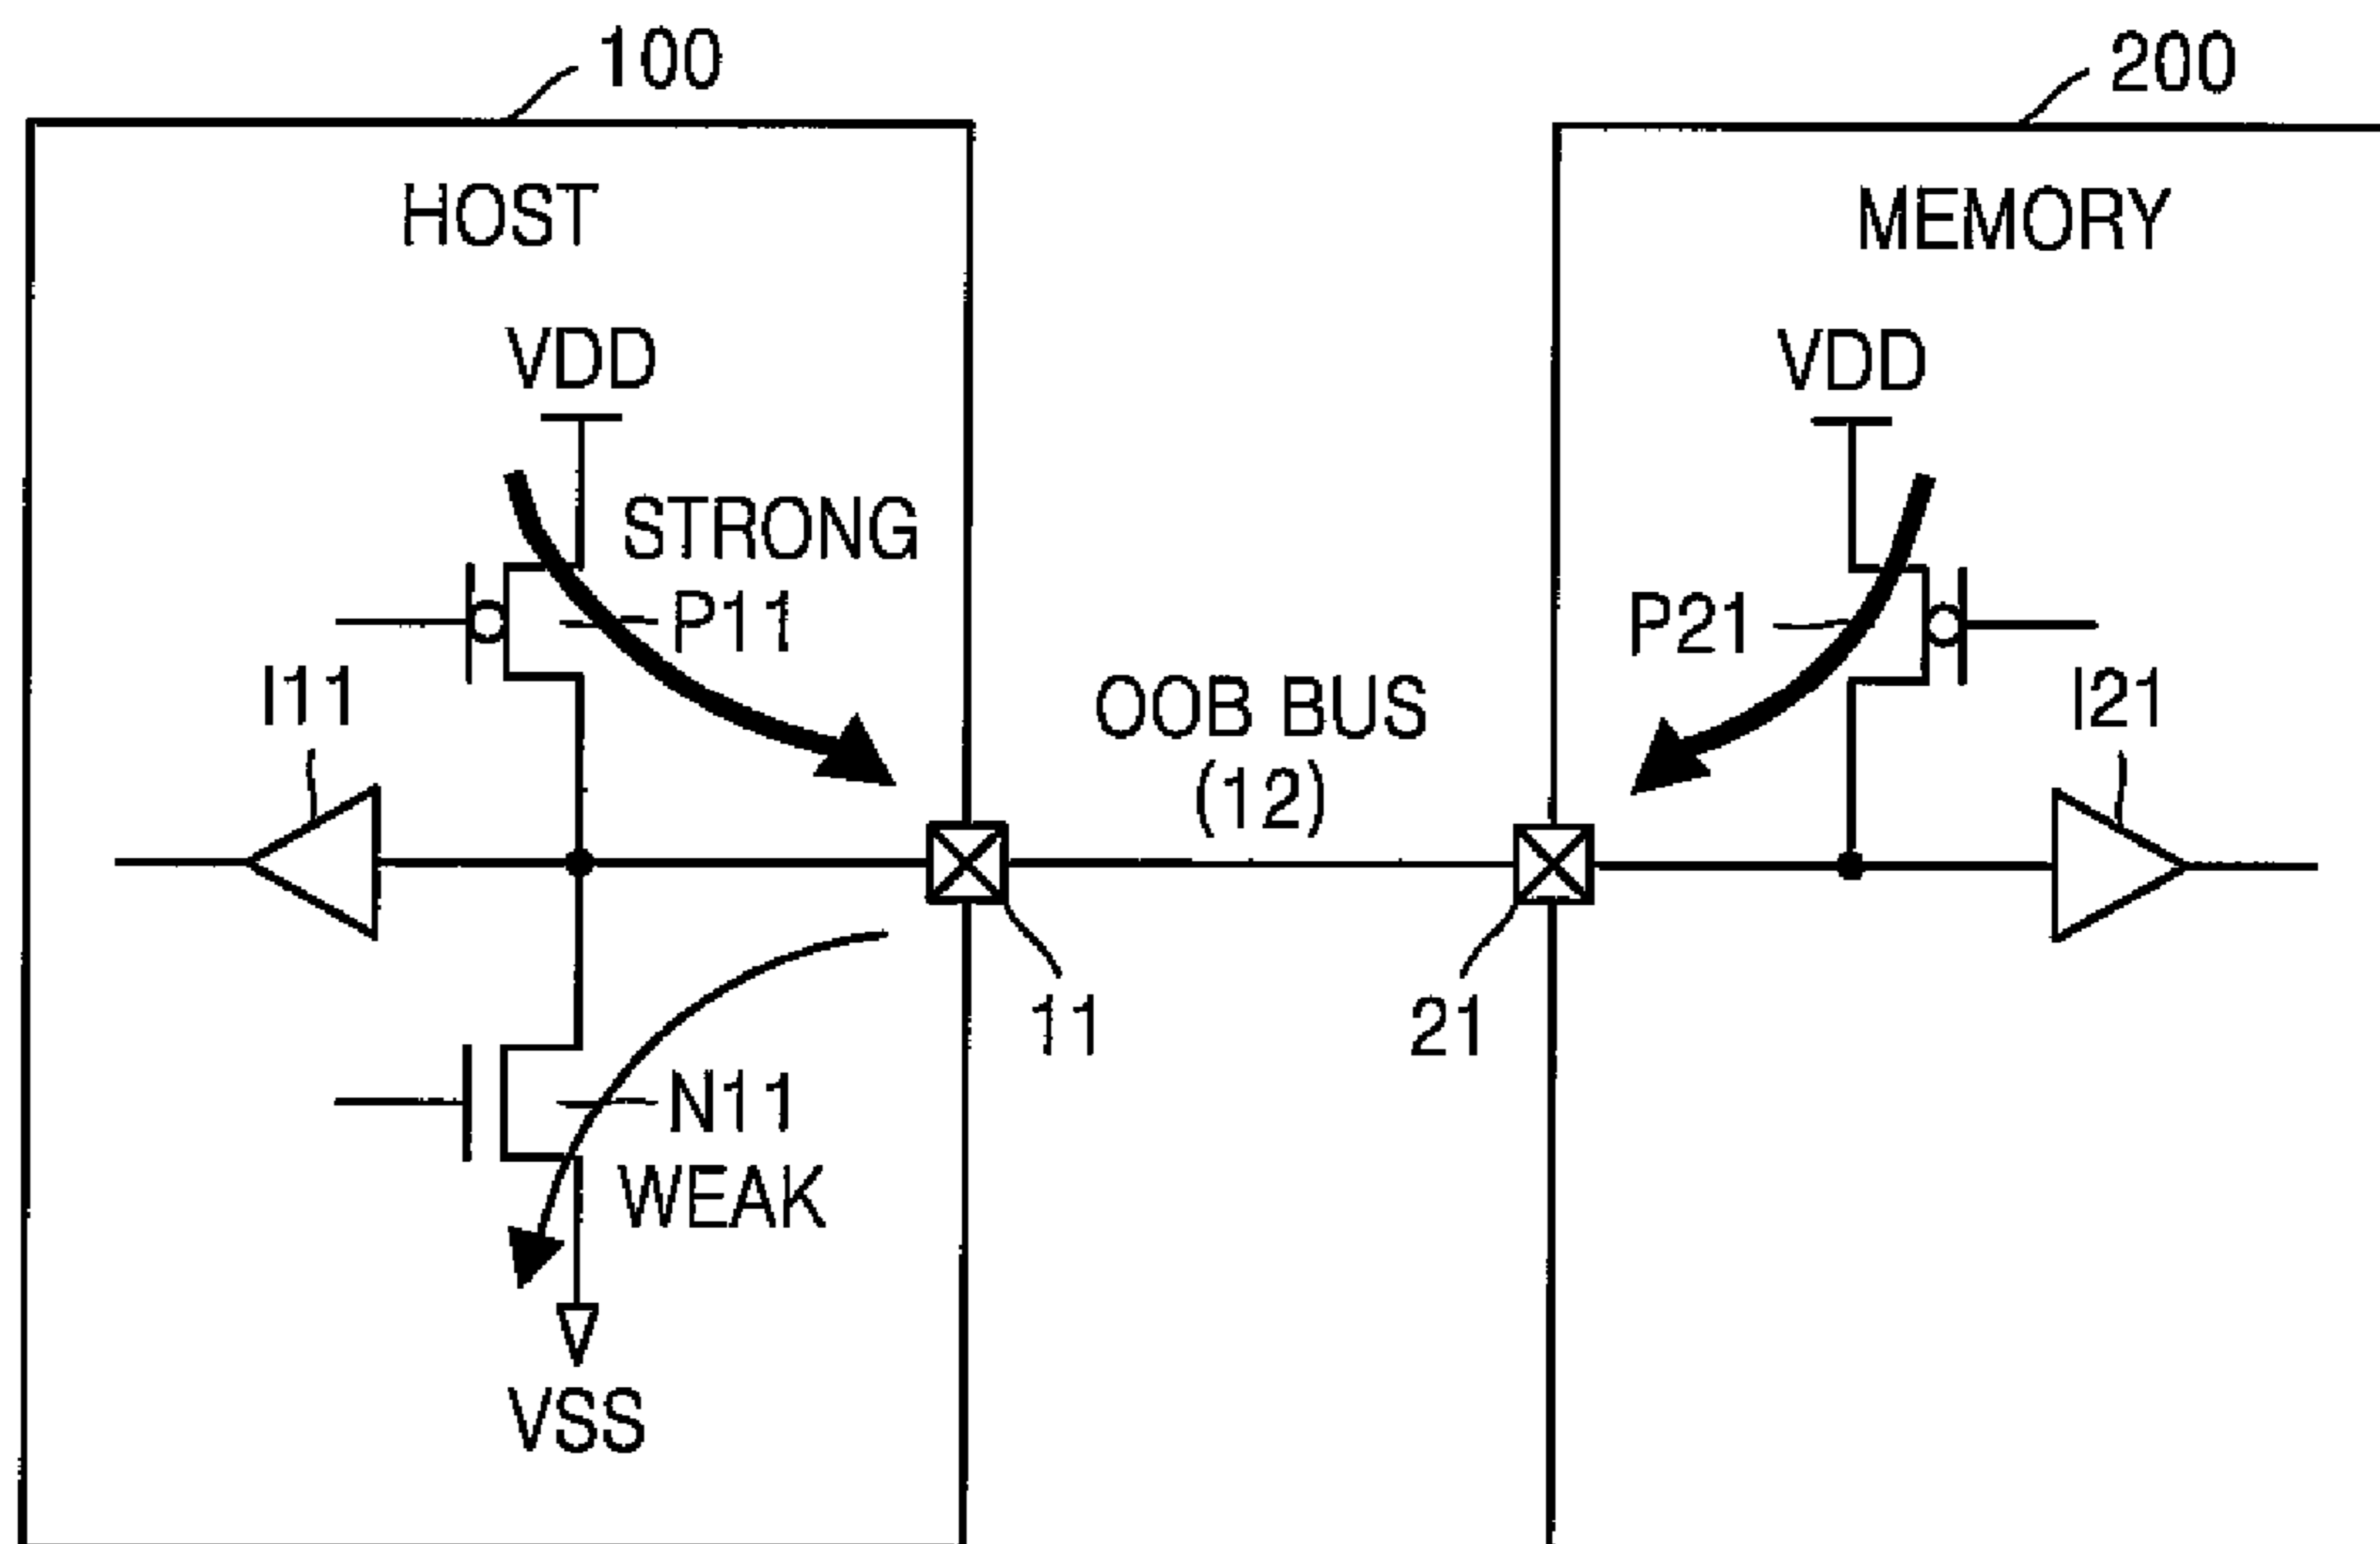 100
200
HOST
MEMORY
VDD
VDD
STRONG
P11
P21
I11
I21
OOB BUS
(12)
11
21
N11
WEAK
VSS